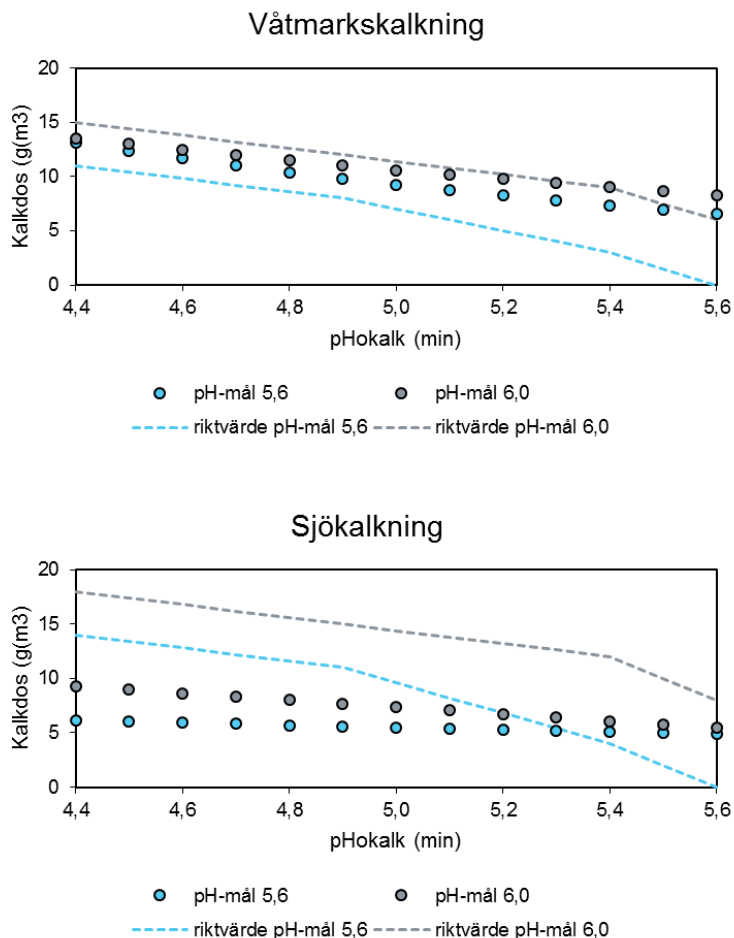 Våtmarkskalkning
20
15
10
5
0
Kalkdos (g(m3)
4,4 4,6 4,8 5,0 5,2 5,4 5,6
pHokalk (min)
pH-mål 5,6 pH-mål 6,0
riktvärde pH-mål 5,6 riktvärde pH-mål 6,0
Sjökalkning
20
15
10
5
0
Kalkdos (g(m3)
4,4 4,6 4,8 5,0 5,2 5,4 5,6
pHokalk (min)
pH-mål 5,6 pH-mål 6,0
riktvärde pH-mål 5,6 riktvärde pH-mål 6,0